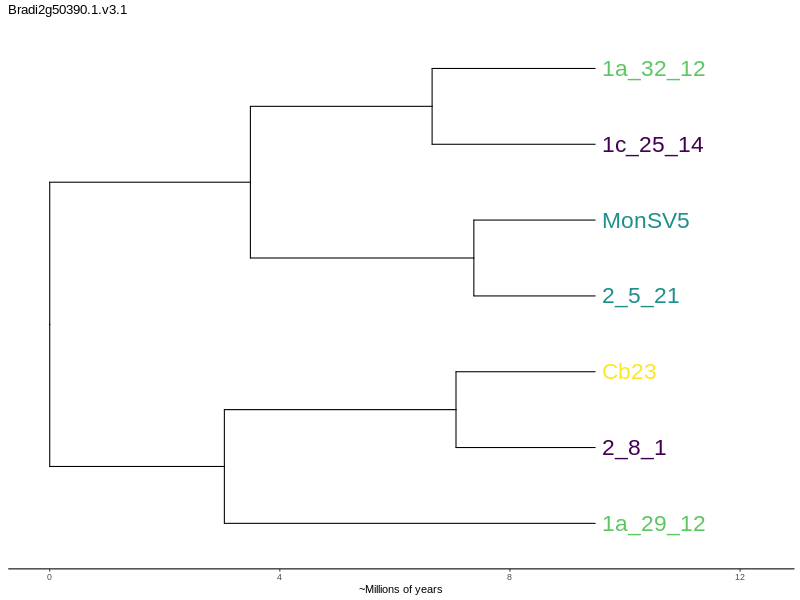 Bradi2g50390.1.v3.1
1a_32_12
1c_25_14
MonSV5
2_5_21
Cb23
2_8_1
1a_29_12
0 4 8 12
~Millions of years